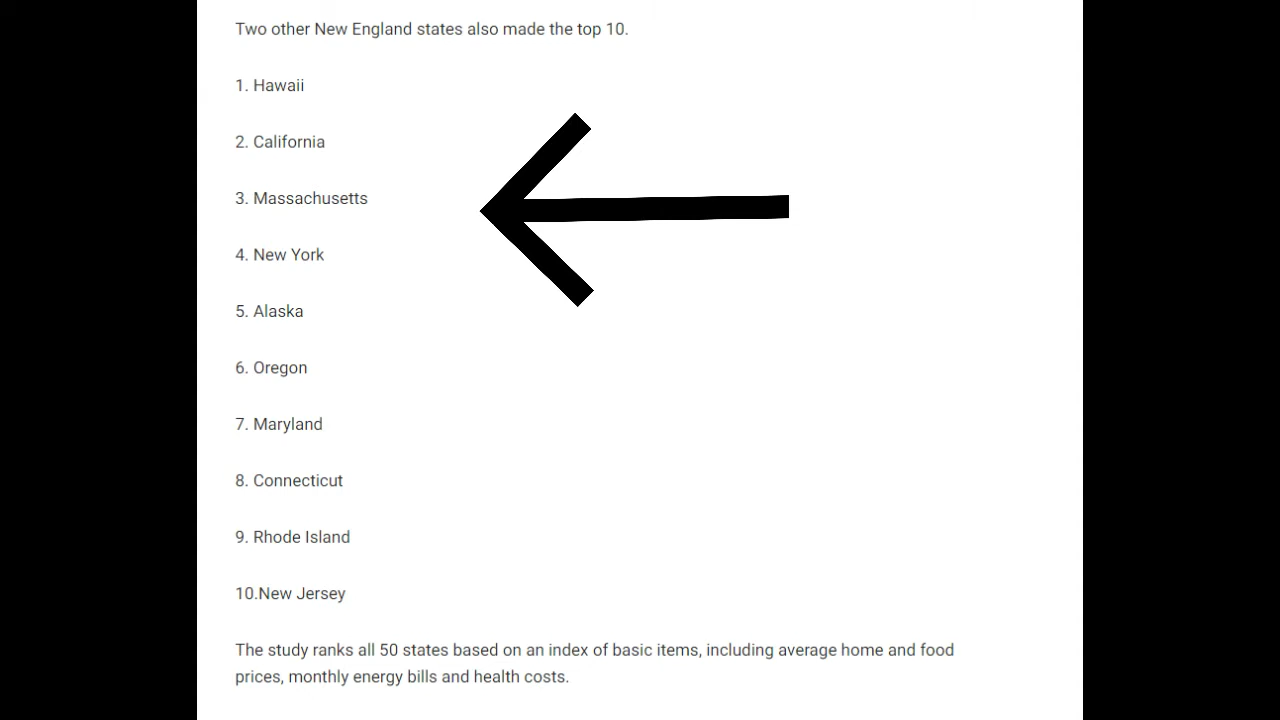 Two other New England states also made the top 10.
1. Hawaii
2. California
3. Massachusetts
4. New York
5. Alaska
6. Oregon
7. Maryland
8. Connecticut
9. Rhode Island
10.New Jersey
The study ranks all 50 states based on an index of basic items, including average home and food
prices, monthly energy bills and health costs.